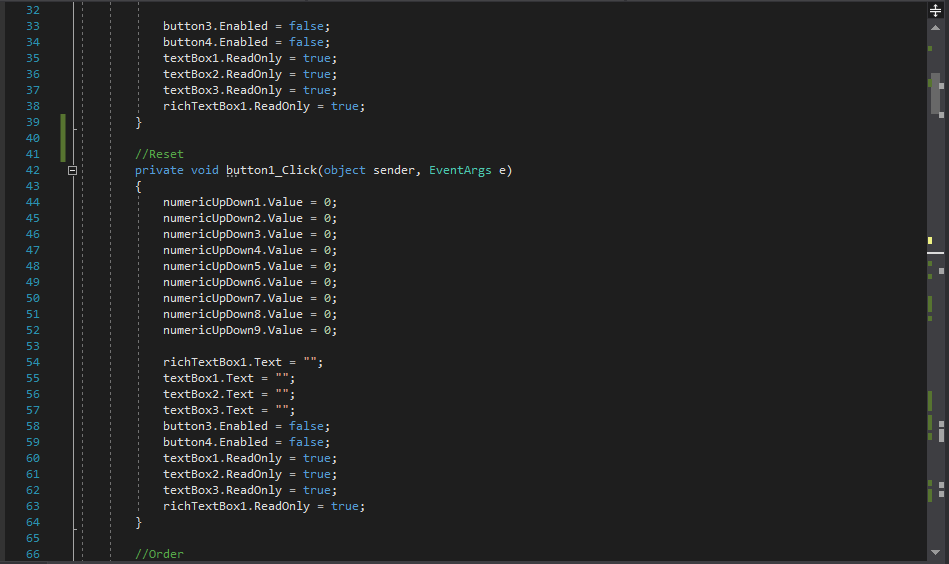 32
33 button3.Enabled = false;
34 button4.Enabled = false;
35 textBox1.ReadOnly = true;
36 textBox2.ReadOnly = true;
37 textBox3.ReadOnly = true;
38 richTextBox1.ReadOnly = true;
39 }
40
41 //Reset
42 private void button1_Click(object sender, EventArgs e)
43 {
44 numericUpDown1.Value = 0;
45 numericUpDown2.Value = 0;
46 numericUpDown3.Value = 0;
47 numericUpDown4.Value = 0;
48 numericUpDown5.Value = 0;
49 numericUpDown6.Value = 0;
50 numericUpDown7.Value = 0;
51 numericUpDown8.Value = 0;
52 numericUpDown9.Value = 0;
53
54 richTextBox1.Text = "";
55 textBox1.Text = "";
56 textBox2.Text = "";
57 textBox3.Text = "";
58 button3.Enabled = false;
59 button4.Enabled = false;
60 textBox1.ReadOnly = true;
61 textBox2.ReadOnly = true;
62 textBox3.ReadOnly = true;
63 richTextBox1.ReadOnly = true;
64 }
65
66 //Order